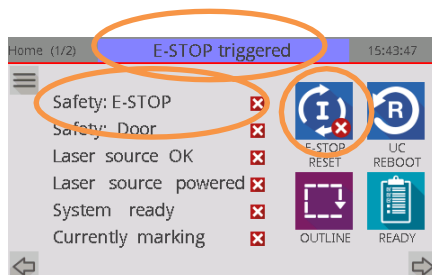 Home (1/2) E-STOP triggered 15:43:47
Safety: E-STOP
Safety: Door
Laser source OK
Laser source powered
System ready
Currently marking
I
E-STOP
RESET
R
UC
REBOOT
OUTLINE
READY